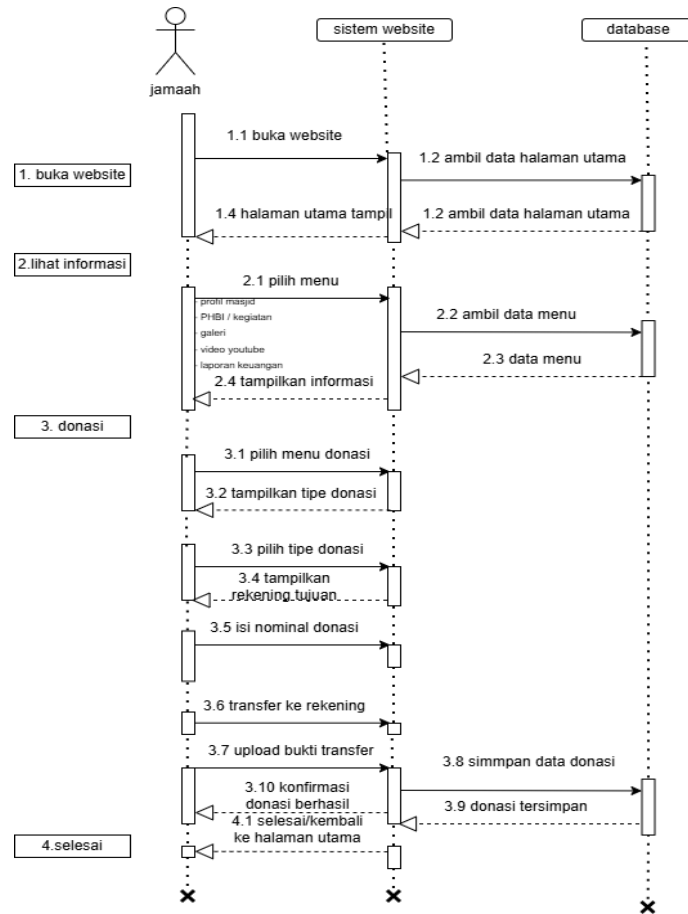 sistem website
database
jamaah
1.1 buka website
1.2 ambil data halaman utama
1. buka website
1.4 halaman utama tampil
1.2 ambil data halaman utama
2.lihat informasi
2.1 pilih menu
- profil masjid
- PHBI / kegiatan
- galeri
- video youtube
- laporan keuangan
2.2 ambil data menu
2.3 data menu
2.4 tampilkan informasi
3. donasi
3.1 pilih menu donasi
3.2 tampilkan tipe donasi
3.3 pilih tipe donasi
3.4 tampilkan
rekening tujuan
3.5 isi nominal donasi
3.6 transfer ke rekening
3.7 upload bukti transfer
3.8 simmpan data donasi
3.10 konfirmasi
donasi berhasil
3.9 donasi tersimpan
4.1 selesai/kembali
ke halaman utama
4.selesai